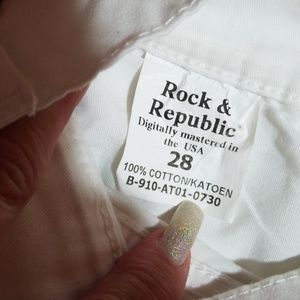 Rock &
Republic
Digitally mastered in
the USA
28
100% COTTON/KATOEN
B-910-AT01-0730